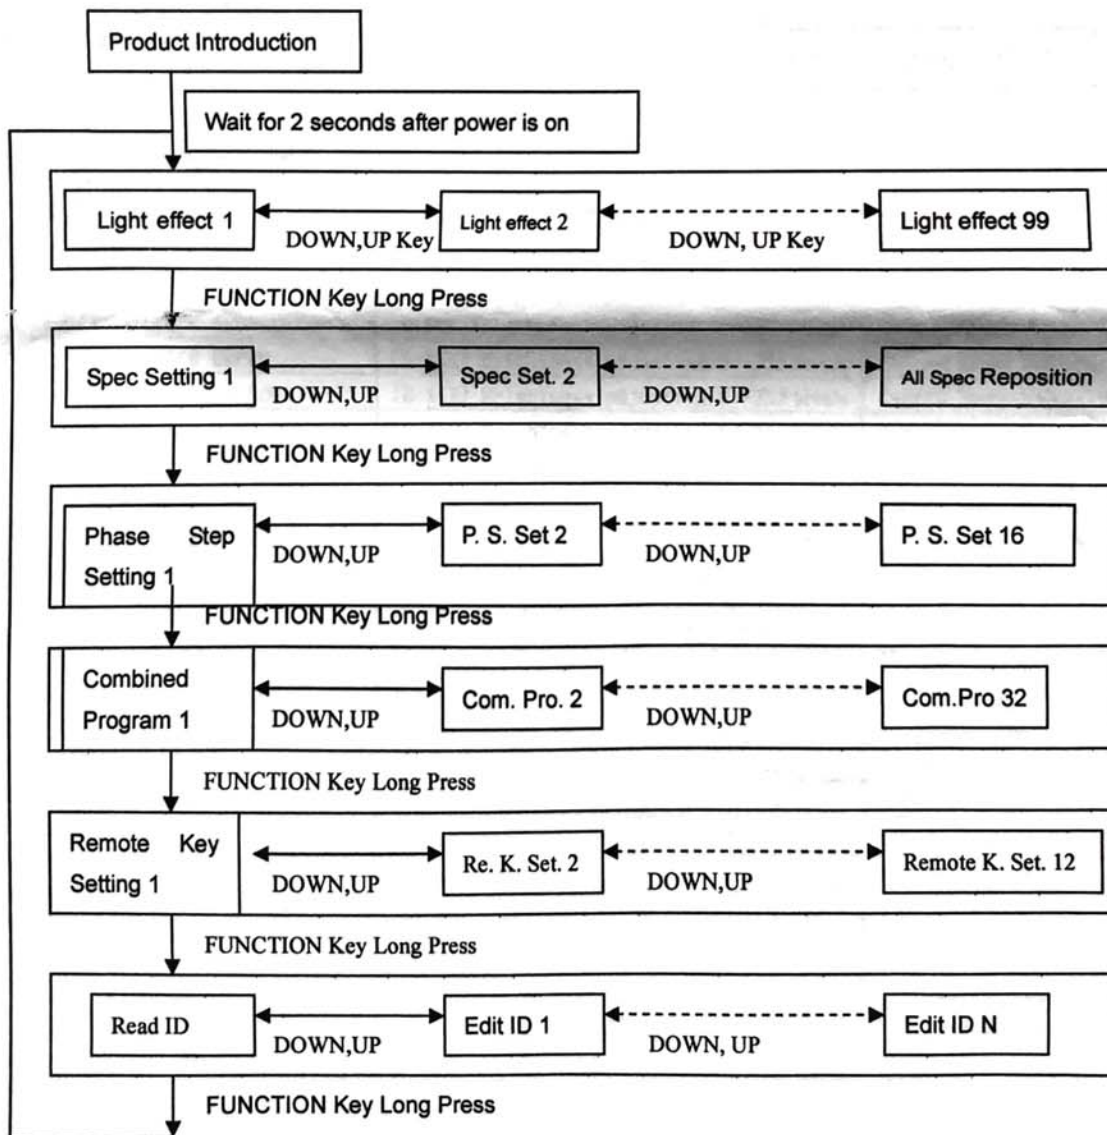 Product Introduction
Wait for 2 seconds after power is on
Light effect 1
DOWN,UP Key
Light effect 2
DOWN, UP Key
Light effect 99
FUNCTION Key Long Press
Spec Setting 1
DOWN,UP
Spec Set. 2
DOWN,UP
All Spec Reposition
FUNCTION Key Long Press
Phase Step
Setting 1
DOWN,UP
P. S. Set 2
DOWN,UP
P. S. Set 16
FUNCTION Key Long Press
Combined
Program 1
DOWN,UP
Com. Pro. 2
DOWN,UP
Com.Pro 32
FUNCTION Key Long Press
Remote Key
Setting 1
DOWN,UP
Re. K. Set. 2
DOWN,UP
Remote K. Set. 12
FUNCTION Key Long Press
Read ID
DOWN,UP
Edit ID 1
DOWN, UP
Edit ID N
FUNCTION Key Long Press